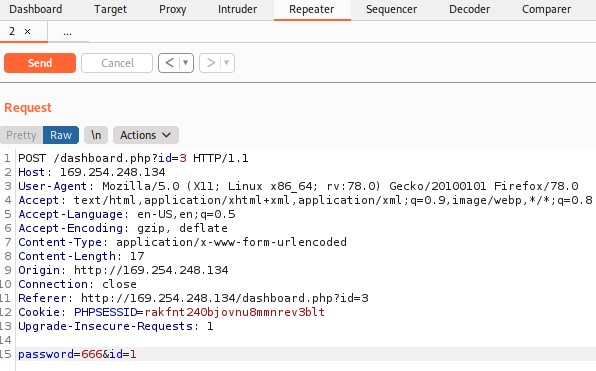 Dashboard Target Proxy Intruder Repeater Sequencer Decoder Comparer
2 × ...
Send Cancel < ▼ > ▼
Request
Pretty Raw \n Actions ▼
1 POST /dashboard.php?id=3 HTTP/1.1
2 Host: 169.254.248.134
3 User-Agent: Mozilla/5.0 (X11; Linux x86_64; rv:78.0) Gecko/20100101 Firefox/78.0
4 Accept: text/html,application/xhtml+xml,application/xml;q=0.9,image/webp,*/*;q=0.8
5 Accept-Language: en-US,en;q=0.5
6 Accept-Encoding: gzip, deflate
7 Content-Type: application/x-www-form-urlencoded
8 Content-Length: 17
9 Origin: http://169.254.248.134
10 Connection: close
11 Referer: http://169.254.248.134/dashboard.php?id=3
12 Cookie: PHPSESSID=rakfnt240bjovnu8mmnrev3blt
13 Upgrade-Insecure-Requests: 1
14
15 password=666&id=1